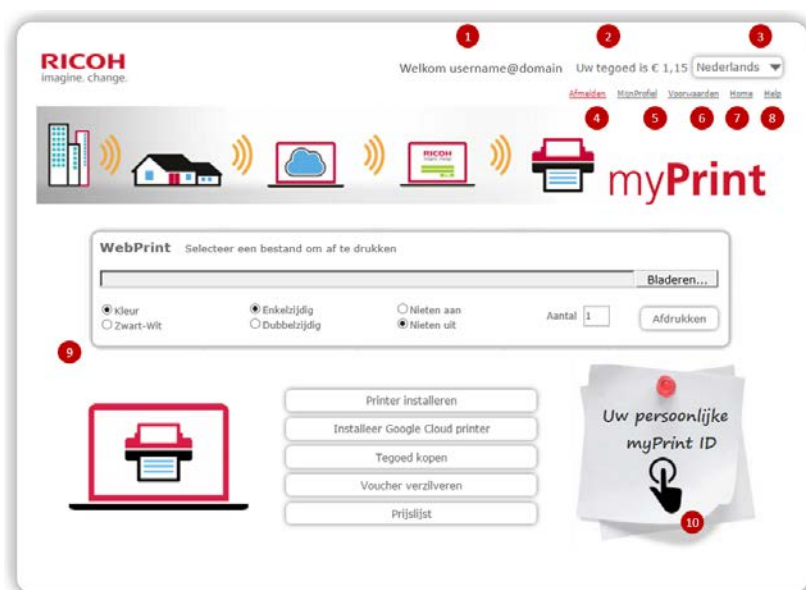 1
2
3
RICOH
imagine. change.
Welkom username@domain
Uw tegoed is € 1,15
Nederlands
Afmelden
MijnProfiel
Voorwaarden
Home
Help
4
5
6
7
8
RICOH
imagine. change.
myPrint
WebPrint Selecteer een bestand om af te drukken
Bladeren...
Kleur
Enkelzijdig
Nieten aan
Aantal 1
Afdrukken
Zwart-Wit
Dubbelzijdig
Nieten uit
9
Printer installeren
Installeer Google Cloud printer
Tegoed kopen
Voucher verzilveren
Prijslijst
Uw persoonlijke
myPrint ID
10